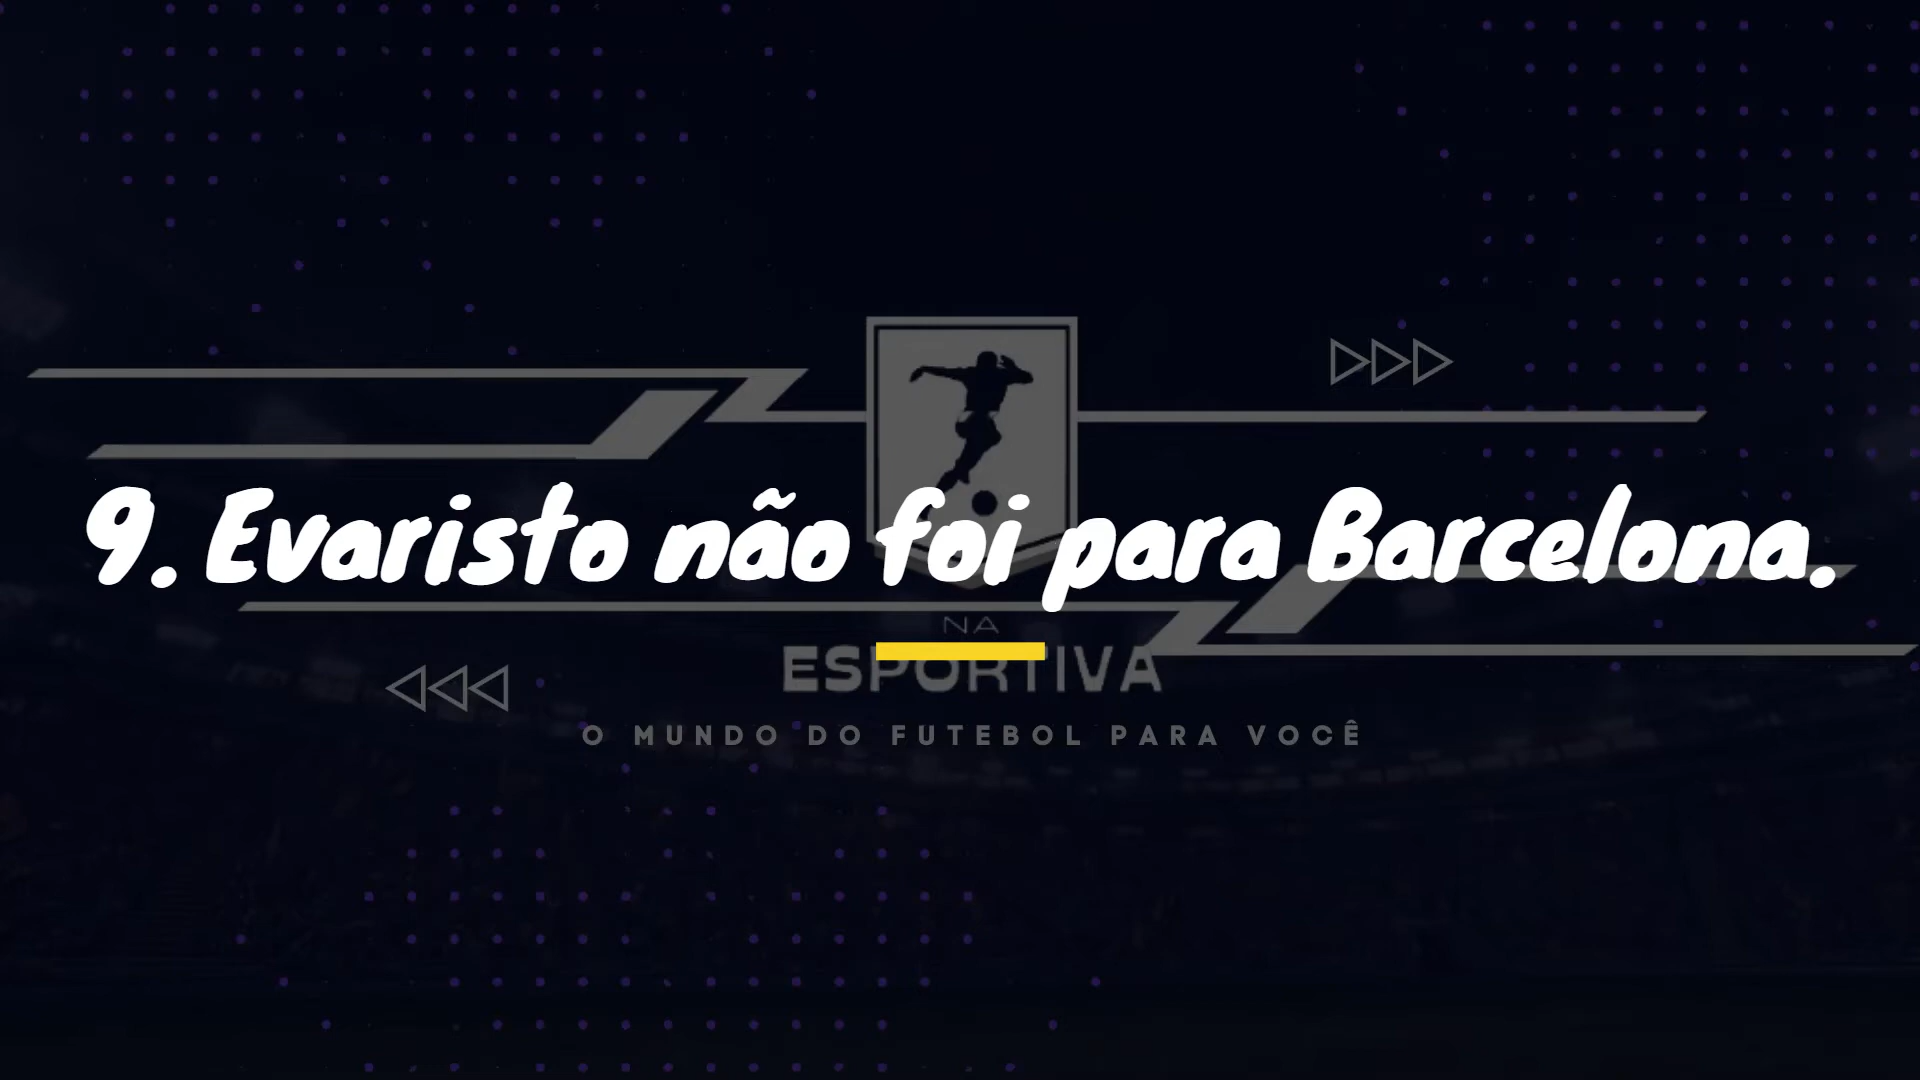 9. Evaristo não foi para Barcelona.
NA
ESPORTIVA
O MUNDO DO FUTEBOL PARA VOCÊ